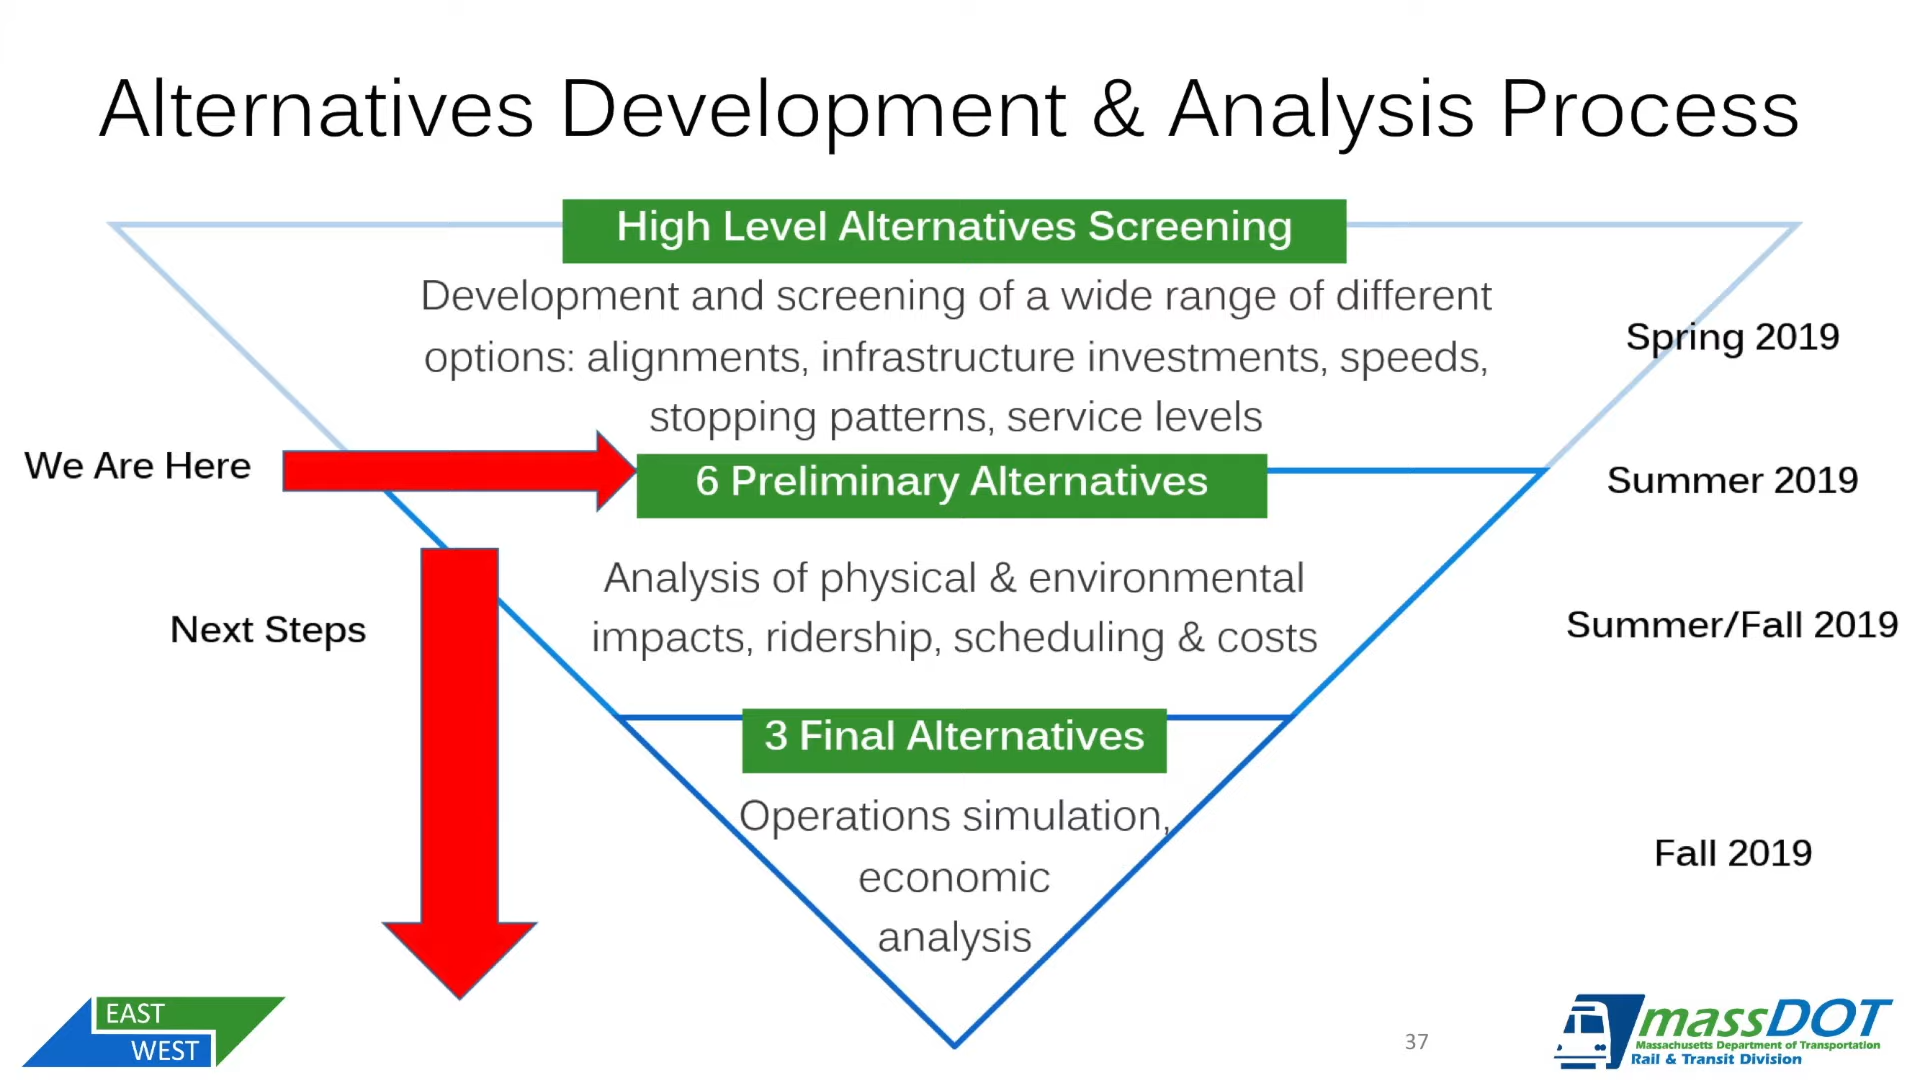 Alternatives Development & Analysis Process
High Level Alternatives Screening
Development and screening of a wide range of different
options: alignments, infrastructure investments, speeds,
stopping patterns, service levels
Spring 2019
We Are Here
6 Preliminary Alternatives
Summer 2019
Analysis of physical & environmental
impacts, ridership, scheduling & costs
Next Steps
Summer/Fall 2019
3 Final Alternatives
Operations simulation,
economic
analysis
Fall 2019
EAST
WEST
37
massDOT
Massachusetts Department of Transportation
Rail & Transit Division